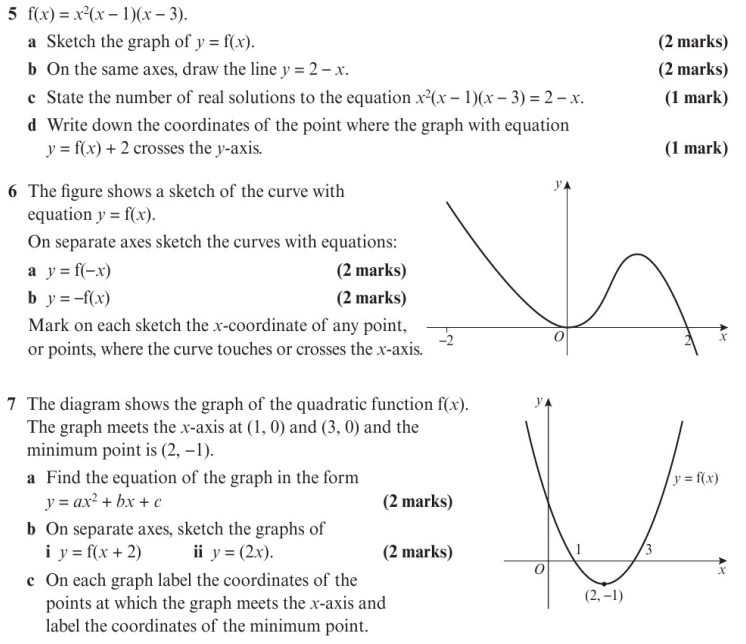 5 f(x) = x²(x – 1)(x – 3).
a Sketch the graph of y = f(x). (2 marks)
b On the same axes, draw the line y = 2 – x. (2 marks)
c State the number of real solutions to the equation x²(x – 1)(x – 3) = 2 – x. (1 mark)
d Write down the coordinates of the point where the graph with equation
y = f(x) + 2 crosses the y-axis. (1 mark)
6 The figure shows a sketch of the curve with
equation y = f(x).
On separate axes sketch the curves with equations:
a y = f(–x) (2 marks)
b y = –f(x) (2 marks)
Mark on each sketch the x-coordinate of any point,
or points, where the curve touches or crosses the x-axis.
y
–2
O
2
x
7 The diagram shows the graph of the quadratic function f(x).
The graph meets the x-axis at (1, 0) and (3, 0) and the
minimum point is (2, –1).
a Find the equation of the graph in the form
y = ax² + bx + c (2 marks)
b On separate axes, sketch the graphs of
i y = f(x + 2) ii y = (2x). (2 marks)
c On each graph label the coordinates of the
points at which the graph meets the x-axis and
label the coordinates of the minimum point.
y
y = f(x)
1
3
O
x
(2, –1)